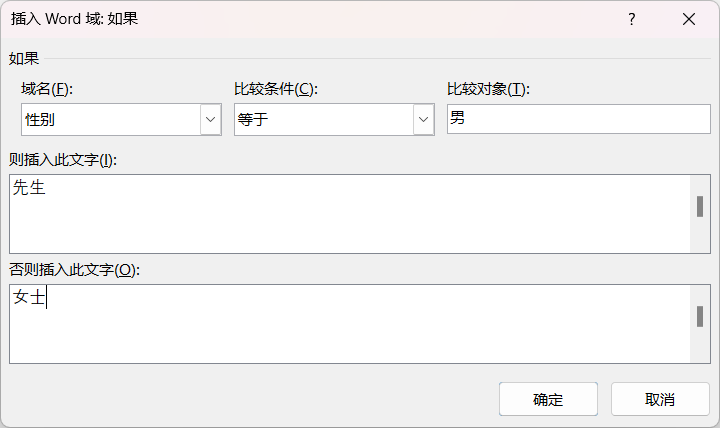 插入 Word 域: 如果
如果
域名(F): 比较条件(C): 比较对象(T):
性别 等于 男
则插入此文字(I):
先生
否则插入此文字(O):
女士
确定 取消